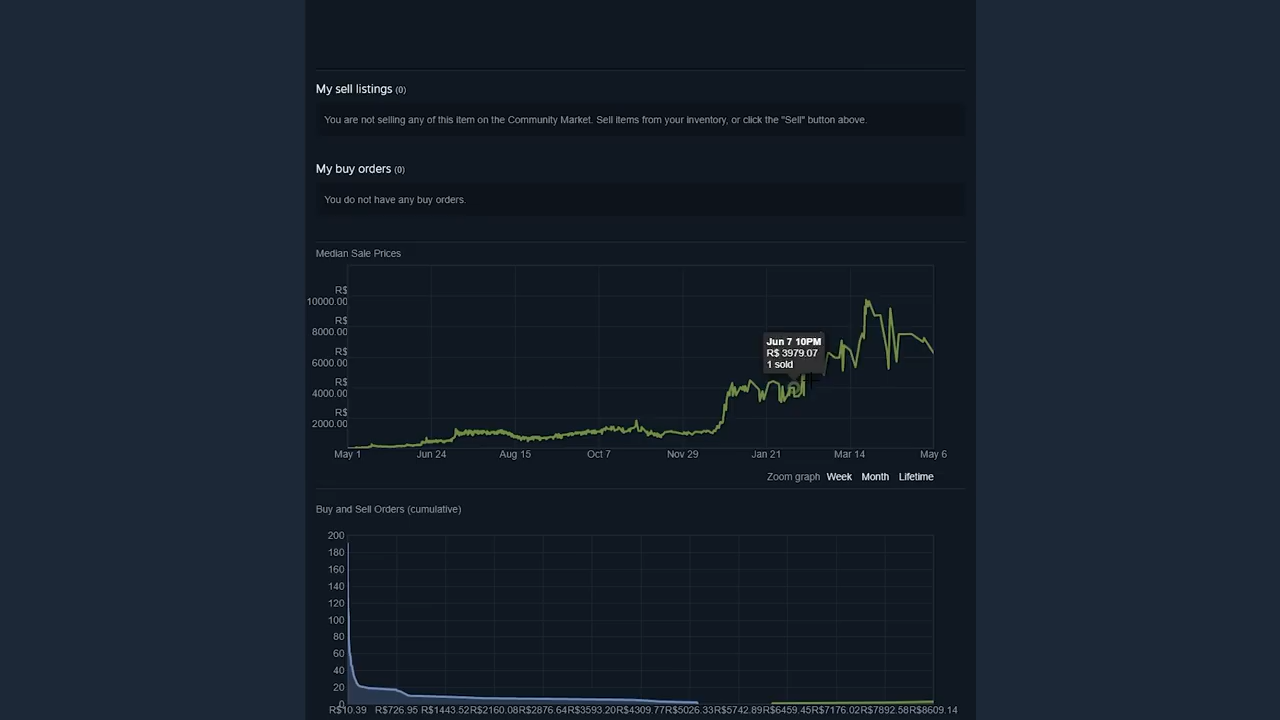 My sell listings (0)
You are not selling any of this item on the Community Market. Sell items from your inventory, or click the "Sell" button above.
My buy orders (0)
You do not have any buy orders.
Median Sale Prices
R$
10000.00
R$
8000.00
R$
6000.00
R$
4000.00
R$
2000.00
Jun 7 10PM
R$ 3979.07
1 sold
May 1 Jun 24 Aug 15 Oct 7 Nov 29 Jan 21 Mar 14 May 6
Zoom graph Week Month Lifetime
Buy and Sell Orders (cumulative)
200
180
160
140
120
100
80
60
40
20
0
R$10.39 R$726.95 R$1443.52 R$2160.08 R$2876.64 R$3593.20 R$4309.77 R$5026.33 R$5742.89 R$6459.45 R$7176.02 R$7892.58 R$8609.14